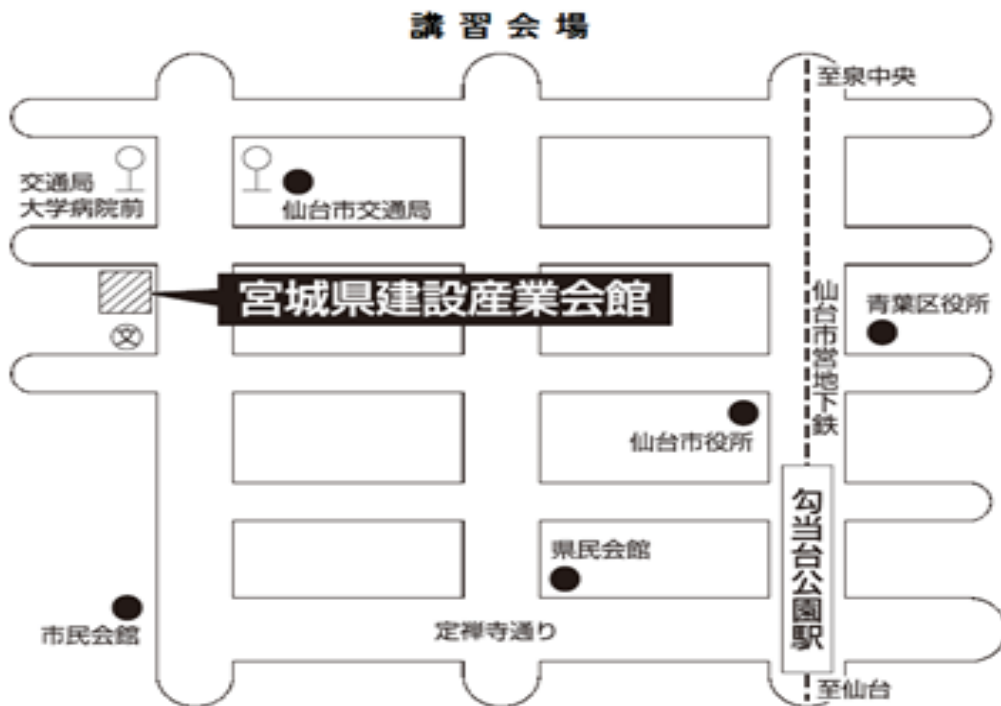 講習会場
至泉中央
交通局
大学病院前
仙台市交通局
宮城県建設産業会館
仙台市営地下鉄
青葉区役所
文
仙台市役所
勾当台公園駅
県民会館
市民会館
定禅寺通り
至仙台